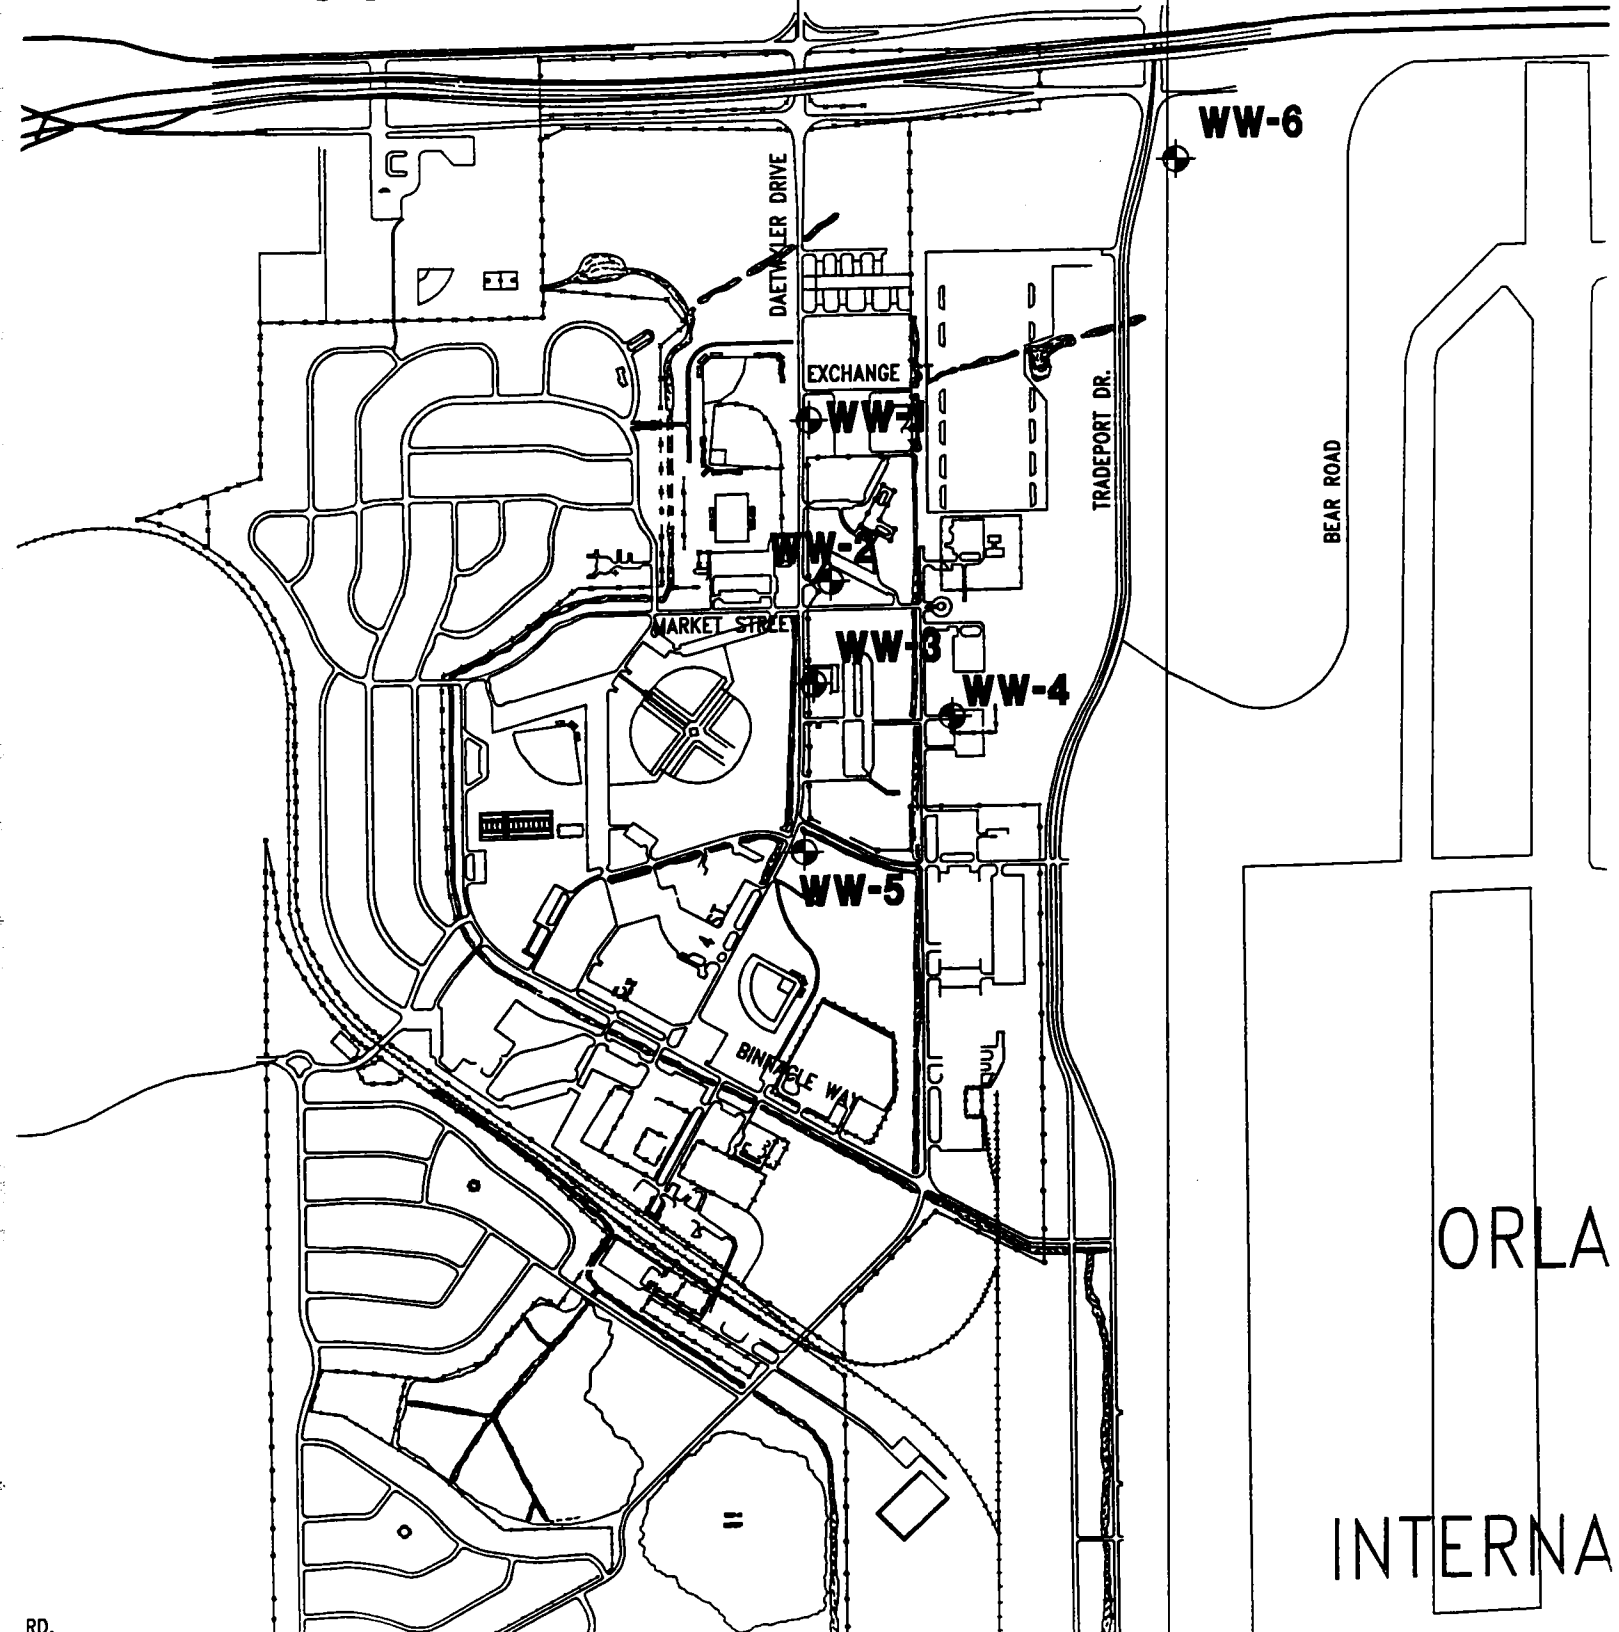 WW-6
DAETWYLER DRIVE
EXCHANGE ST.
WW-1
TRADEPORT DR.
BEAR ROAD
WW-2
MARKET STREET
WW-3
WW-4
WW-5
4 ST.
BINNACLE WAY
ORLA
INTERNA
RD.